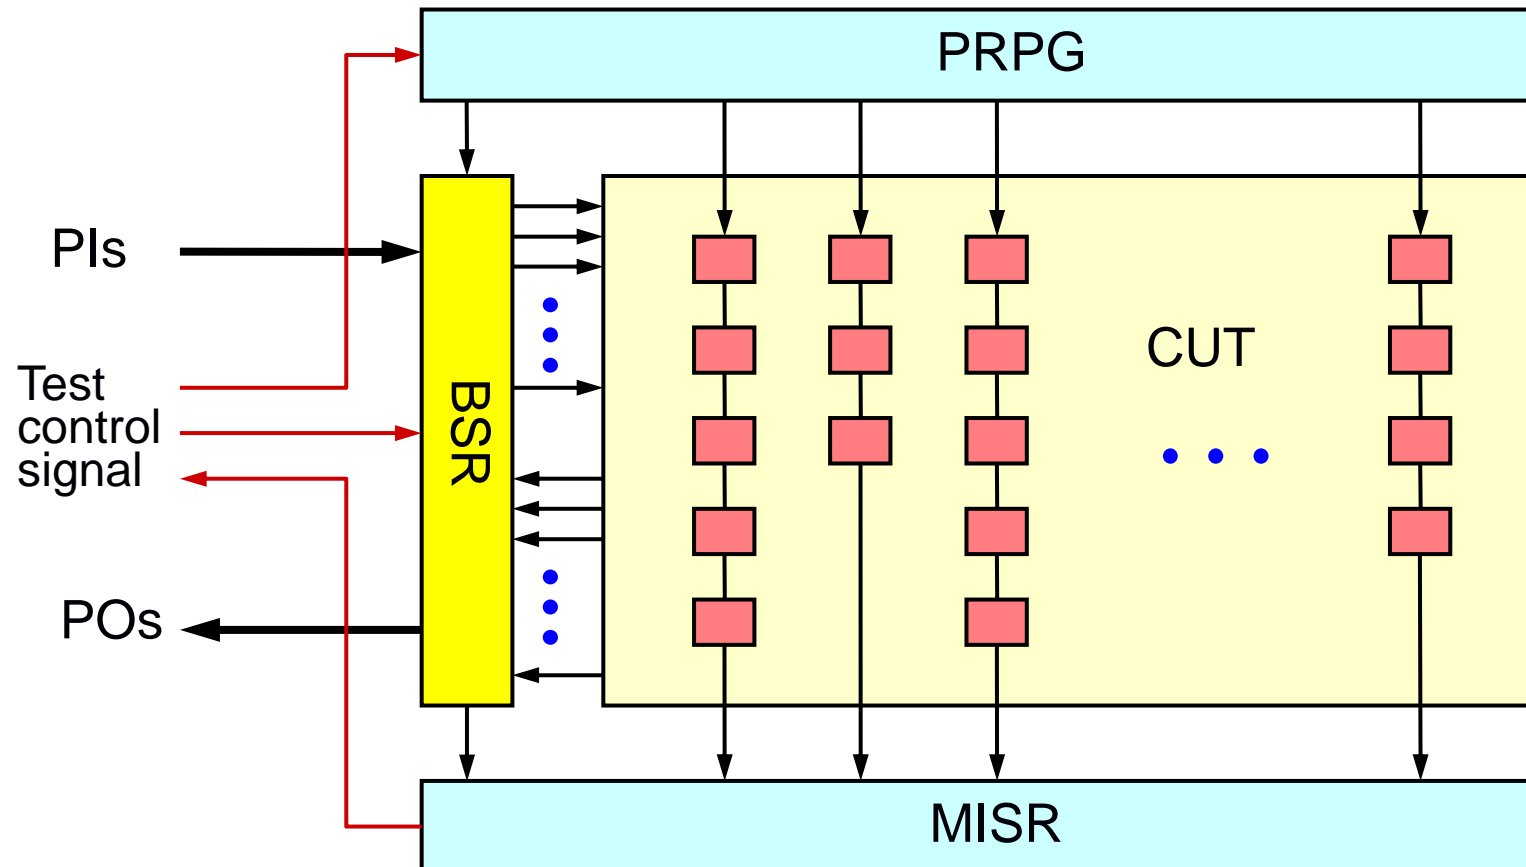 PRPG
PIs
CUT
Test
control
signal
BSR
POs
MISR